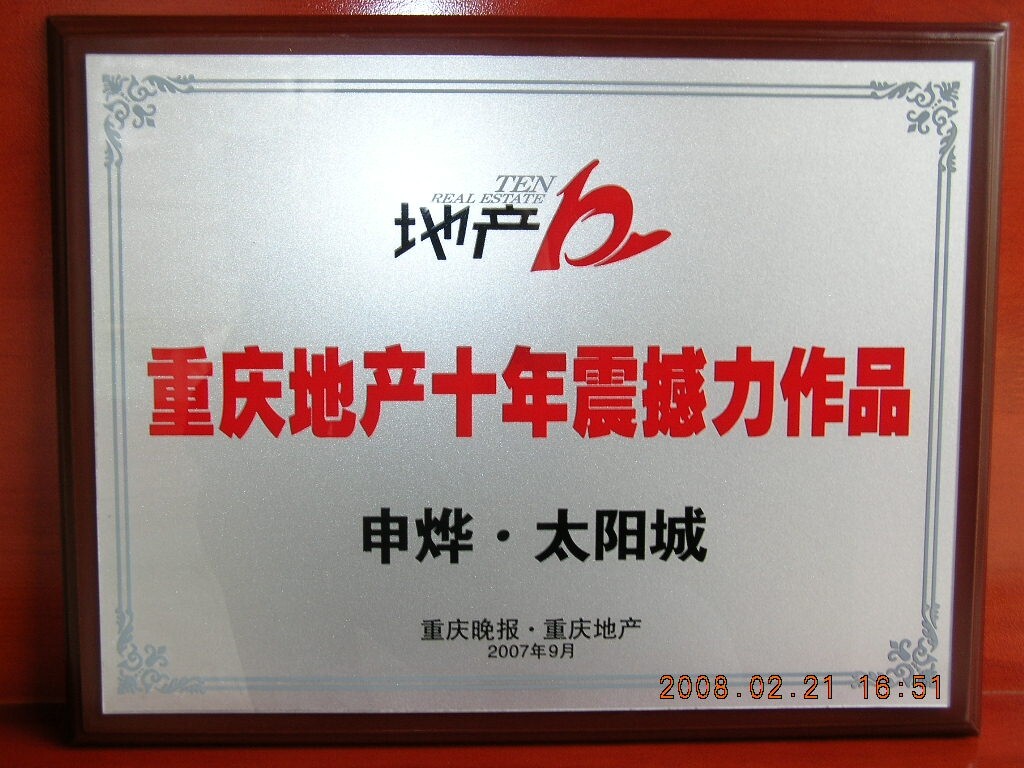 TEN
REAL ESTATE
地产10
重庆地产十年震撼力作品
申烨·太阳城
重庆晚报·重庆地产
2007年9月
2008.02.21 16:51